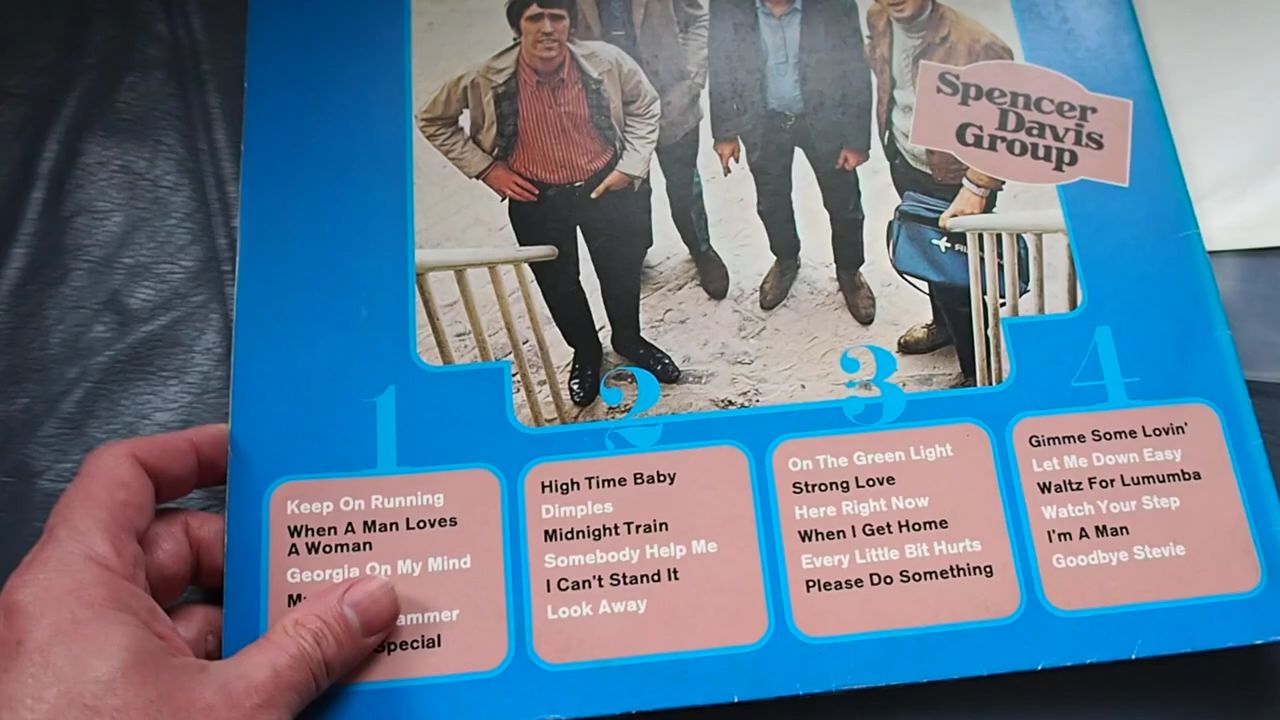 Spencer
Davis
Group
1
Keep On Running
When A Man Loves
A Woman
Georgia On My Mind
Special
2
High Time Baby
Dimples
Midnight Train
Somebody Help Me
I Can't Stand It
Look Away
3
On The Green Light
Strong Love
Here Right Now
When I Get Home
Every Little Bit Hurts
Please Do Something
4
Gimme Some Lovin'
Let Me Down Easy
Waltz For Lumumba
Watch Your Step
I'm A Man
Goodbye Stevie